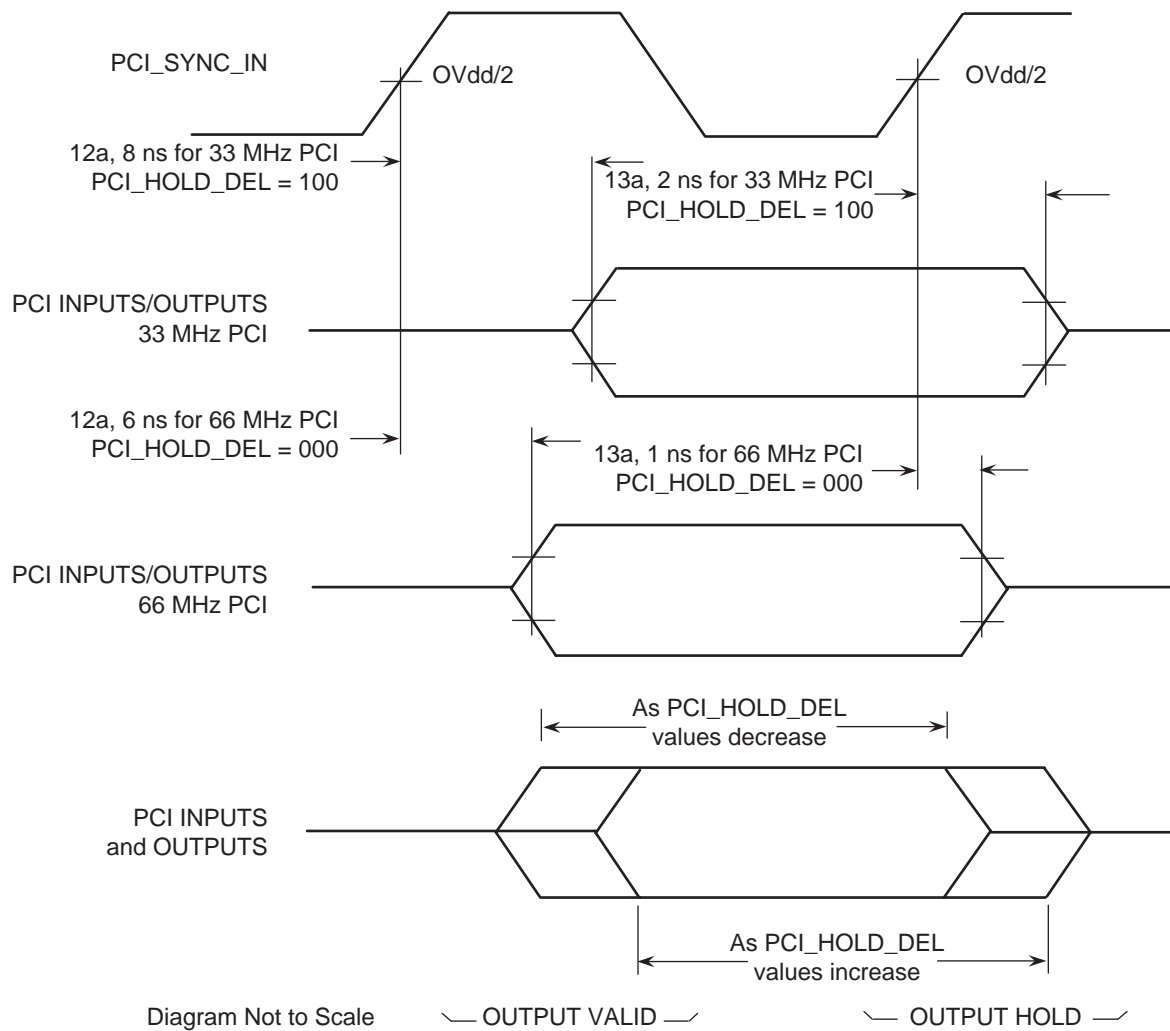 PCI_SYNC_IN
OVdd/2
OVdd/2
12a, 8 ns for 33 MHz PCI
PCI_HOLD_DEL = 100
13a, 2 ns for 33 MHz PCI
PCI_HOLD_DEL = 100
PCI INPUTS/OUTPUTS
33 MHz PCI
12a, 6 ns for 66 MHz PCI
PCI_HOLD_DEL = 000
13a, 1 ns for 66 MHz PCI
PCI_HOLD_DEL = 000
PCI INPUTS/OUTPUTS
66 MHz PCI
As PCI_HOLD_DEL
values decrease
PCI INPUTS
and OUTPUTS
As PCI_HOLD_DEL
values increase
Diagram Not to Scale
OUTPUT VALID
OUTPUT HOLD